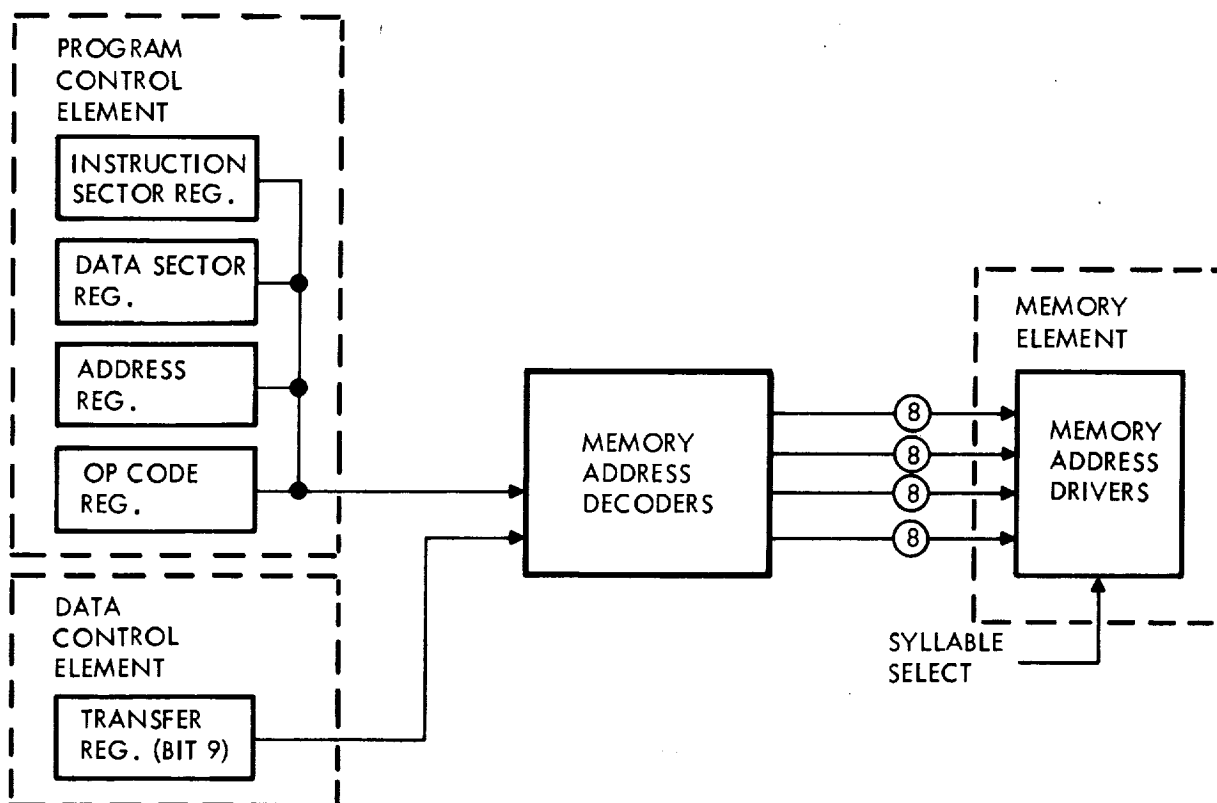 PROGRAM
CONTROL
ELEMENT
INSTRUCTION
SECTOR REG.
DATA SECTOR
REG.
ADDRESS
REG.
OP CODE
REG.
DATA
CONTROL
ELEMENT
TRANSFER
REG. (BIT 9)
MEMORY
ADDRESS
DECODERS
8
8
8
8
MEMORY
ELEMENT
MEMORY
ADDRESS
DRIVERS
SYLLABLE
SELECT